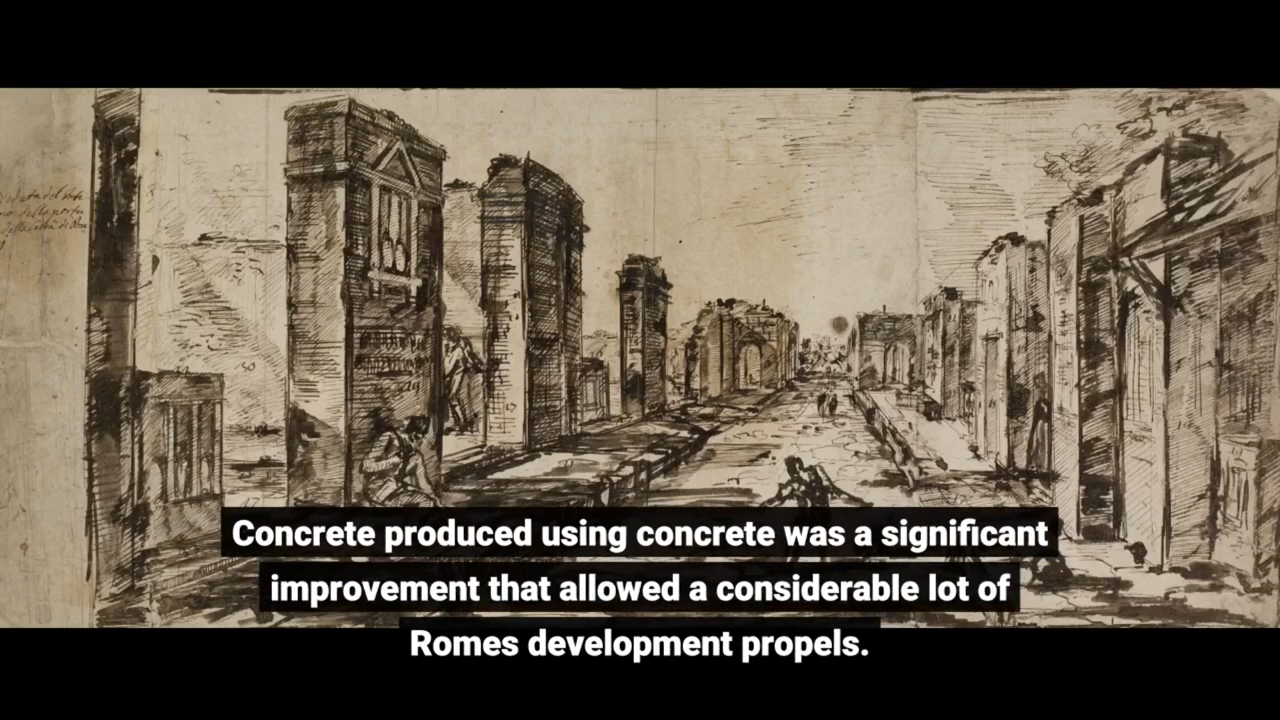 Concrete produced using concrete was a significant
improvement that allowed a considerable lot of
Romes development propels.